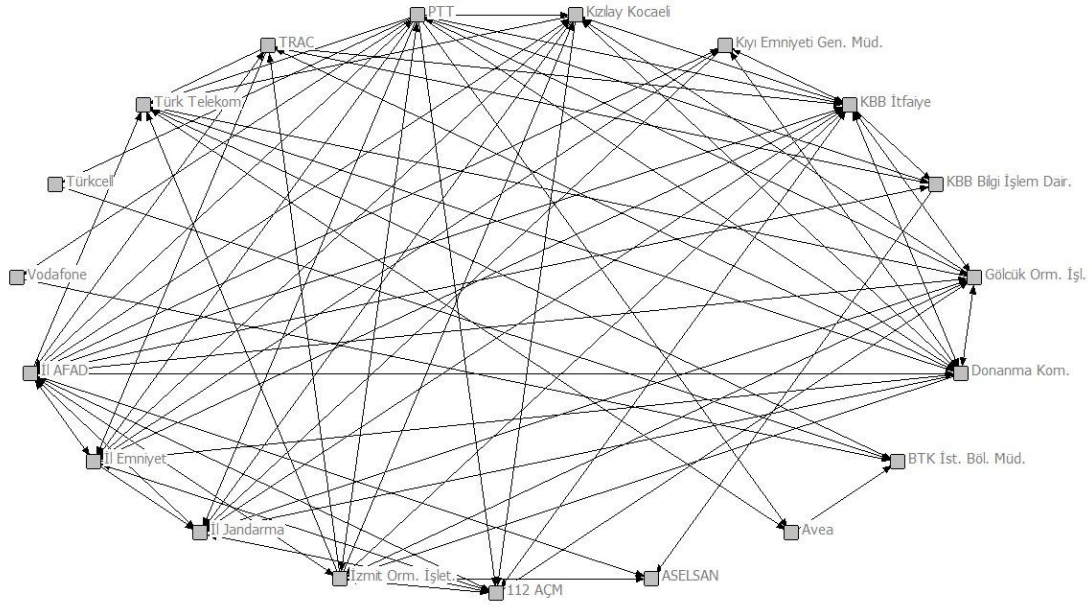 PTT
Kızılay Kocaeli
TRAC
Kıyı Emniyeti Gen. Müd.
Türk Telekom
KBB İtfaiye
Türkcell
KBB Bilgi İşlem Dair.
Vodafone
Gölcük Orm. İşl.
İl AFAD
Donanma Kom.
İl Emniyet
BTK İst. Böl. Müd.
İl Jandarma
Avea
İzmit Orm. İşlet.
ASELSAN
112 AÇM